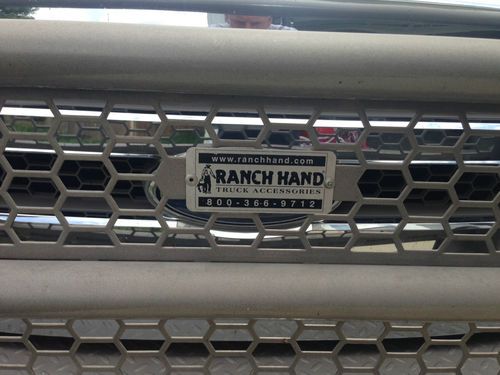 www.ranchhand.com
RANCH HAND
TRUCK ACCESSORIES
800-366-9712